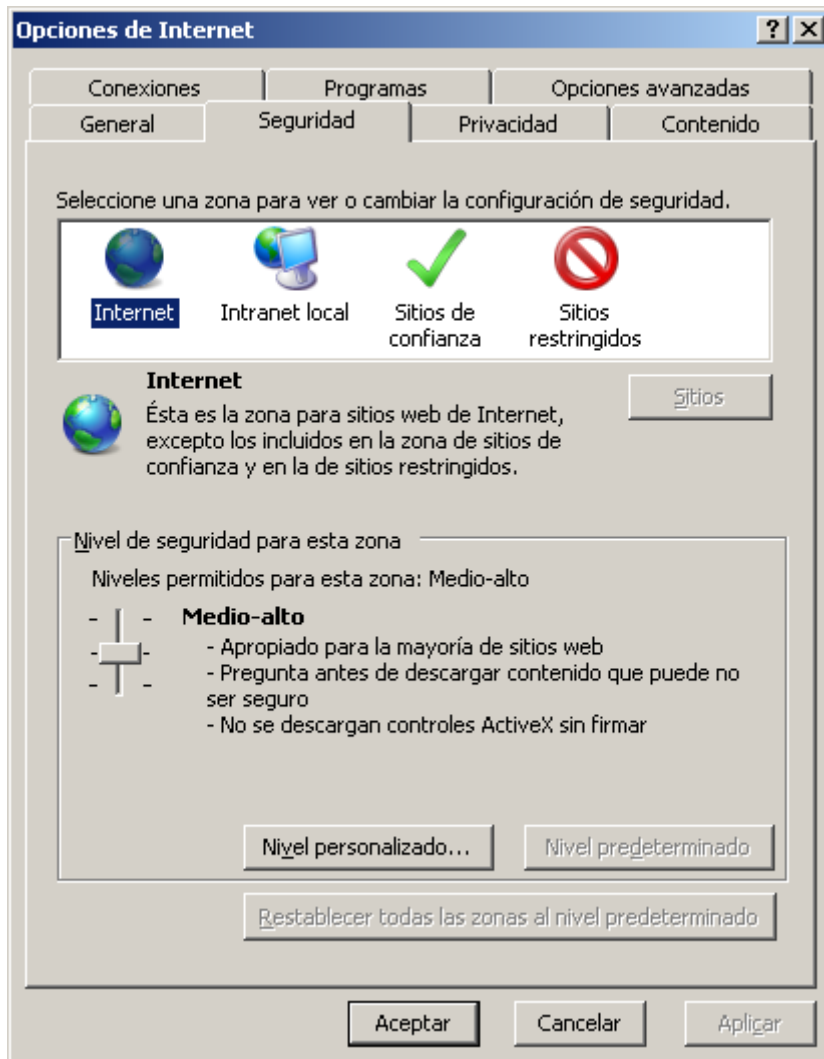 Opciones de Internet
Conexiones Programas Opciones avanzadas
General Seguridad Privacidad Contenido
Seleccione una zona para ver o cambiar la configuración de seguridad.
Internet Intranet local Sitios de confianza Sitios restringidos
Internet
Sitios
Ésta es la zona para sitios web de Internet,
excepto los incluidos en la zona de sitios de
confianza y en la de sitios restringidos.
Nivel de seguridad para esta zona
Niveles permitidos para esta zona: Medio-alto
Medio-alto
- Apropiado para la mayoría de sitios web
- Pregunta antes de descargar contenido que puede no
ser seguro
- No se descargan controles ActiveX sin firmar
Nivel personalizado... Nivel predeterminado
Restablecer todas las zonas al nivel predeterminado
Aceptar Cancelar Aplicar